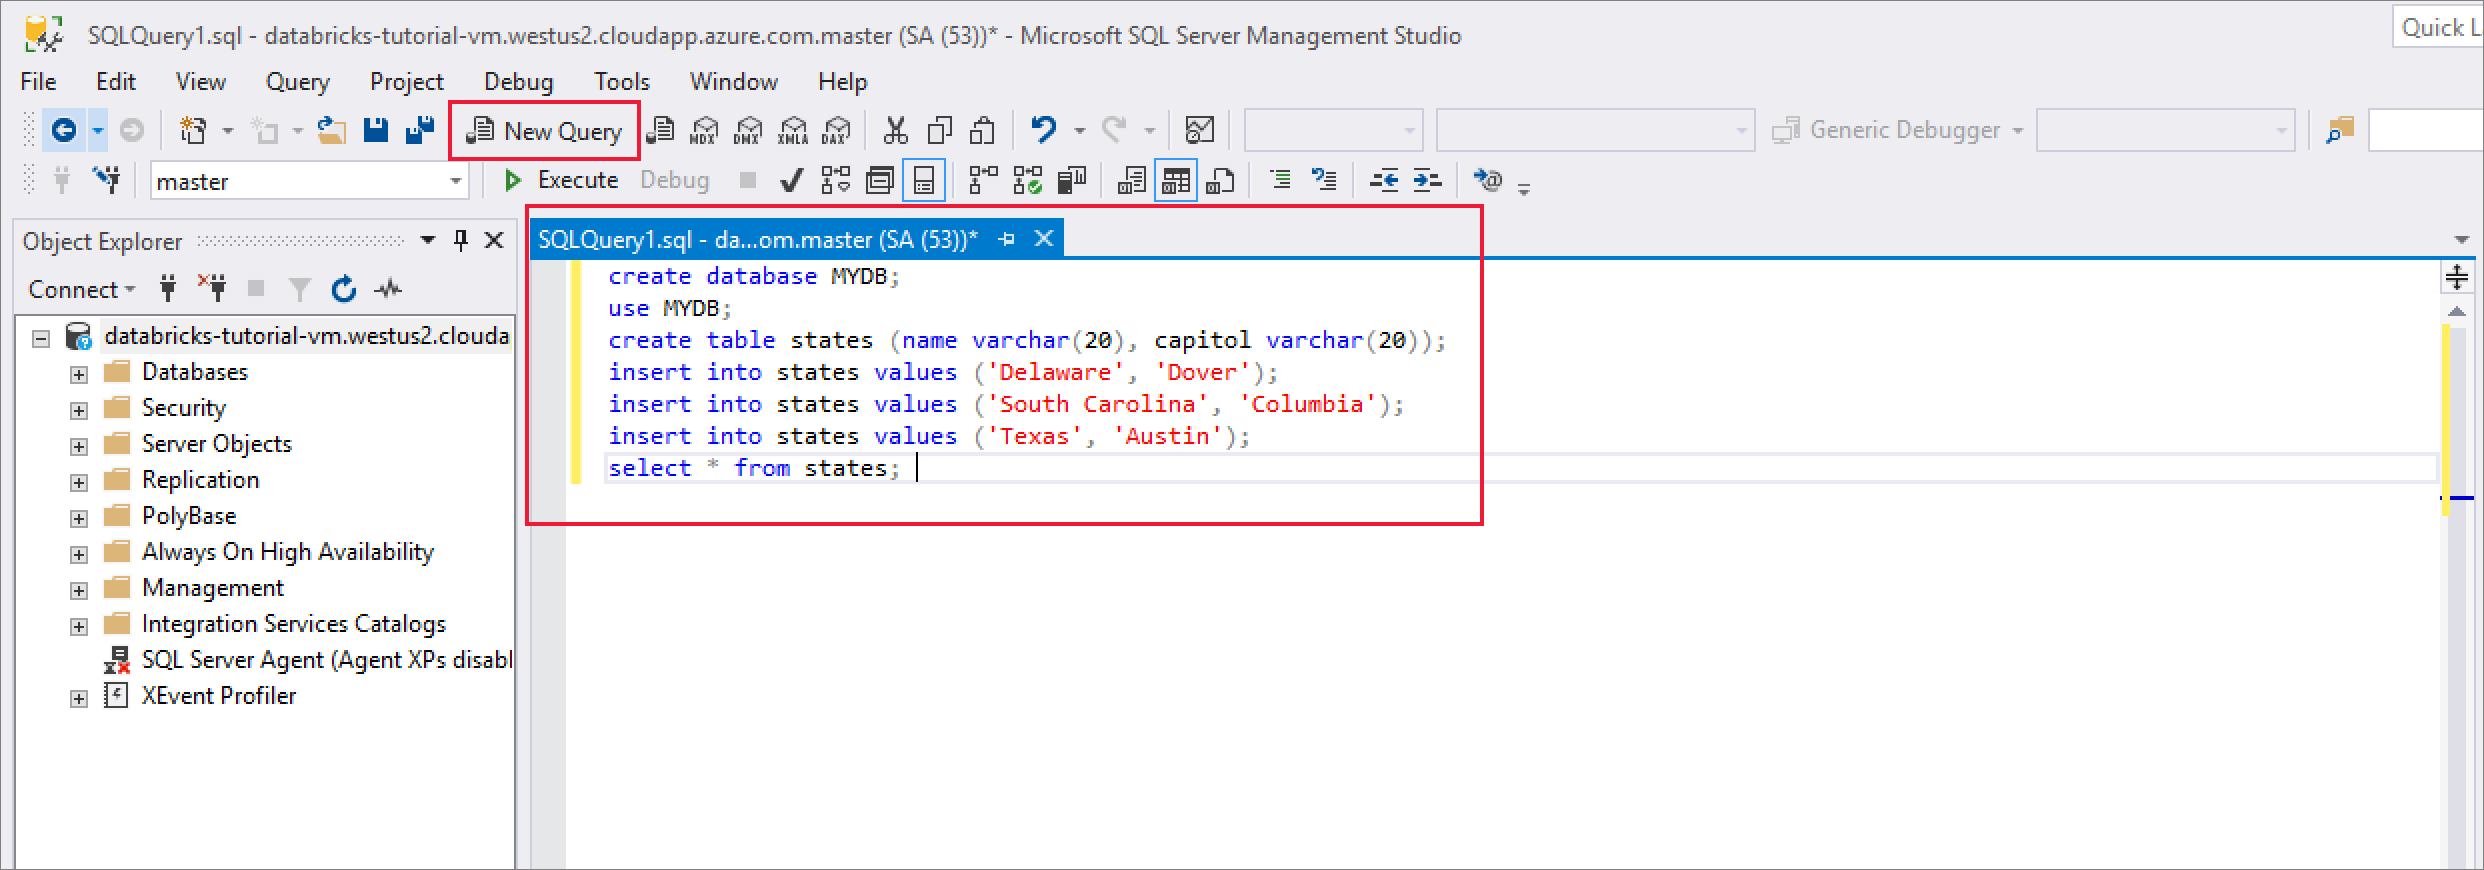 SQLQuery1.sql - databricks-tutorial-vm.westus2.cloudapp.azure.com.master (SA (53))* - Microsoft SQL Server Management Studio
Quick L
File Edit View Query Project Debug Tools Window Help
New Query MDX DMX XMLA DAX Generic Debugger
master Execute Debug
Object Explorer
Connect
databricks-tutorial-vm.westus2.clouda
Databases
Security
Server Objects
Replication
PolyBase
Always On High Availability
Management
Integration Services Catalogs
SQL Server Agent (Agent XPs disabl
XEvent Profiler
SQLQuery1.sql - da...om.master (SA (53))*
create database MYDB;
use MYDB;
create table states (name varchar(20), capitol varchar(20));
insert into states values ('Delaware', 'Dover');
insert into states values ('South Carolina', 'Columbia');
insert into states values ('Texas', 'Austin');
select * from states;